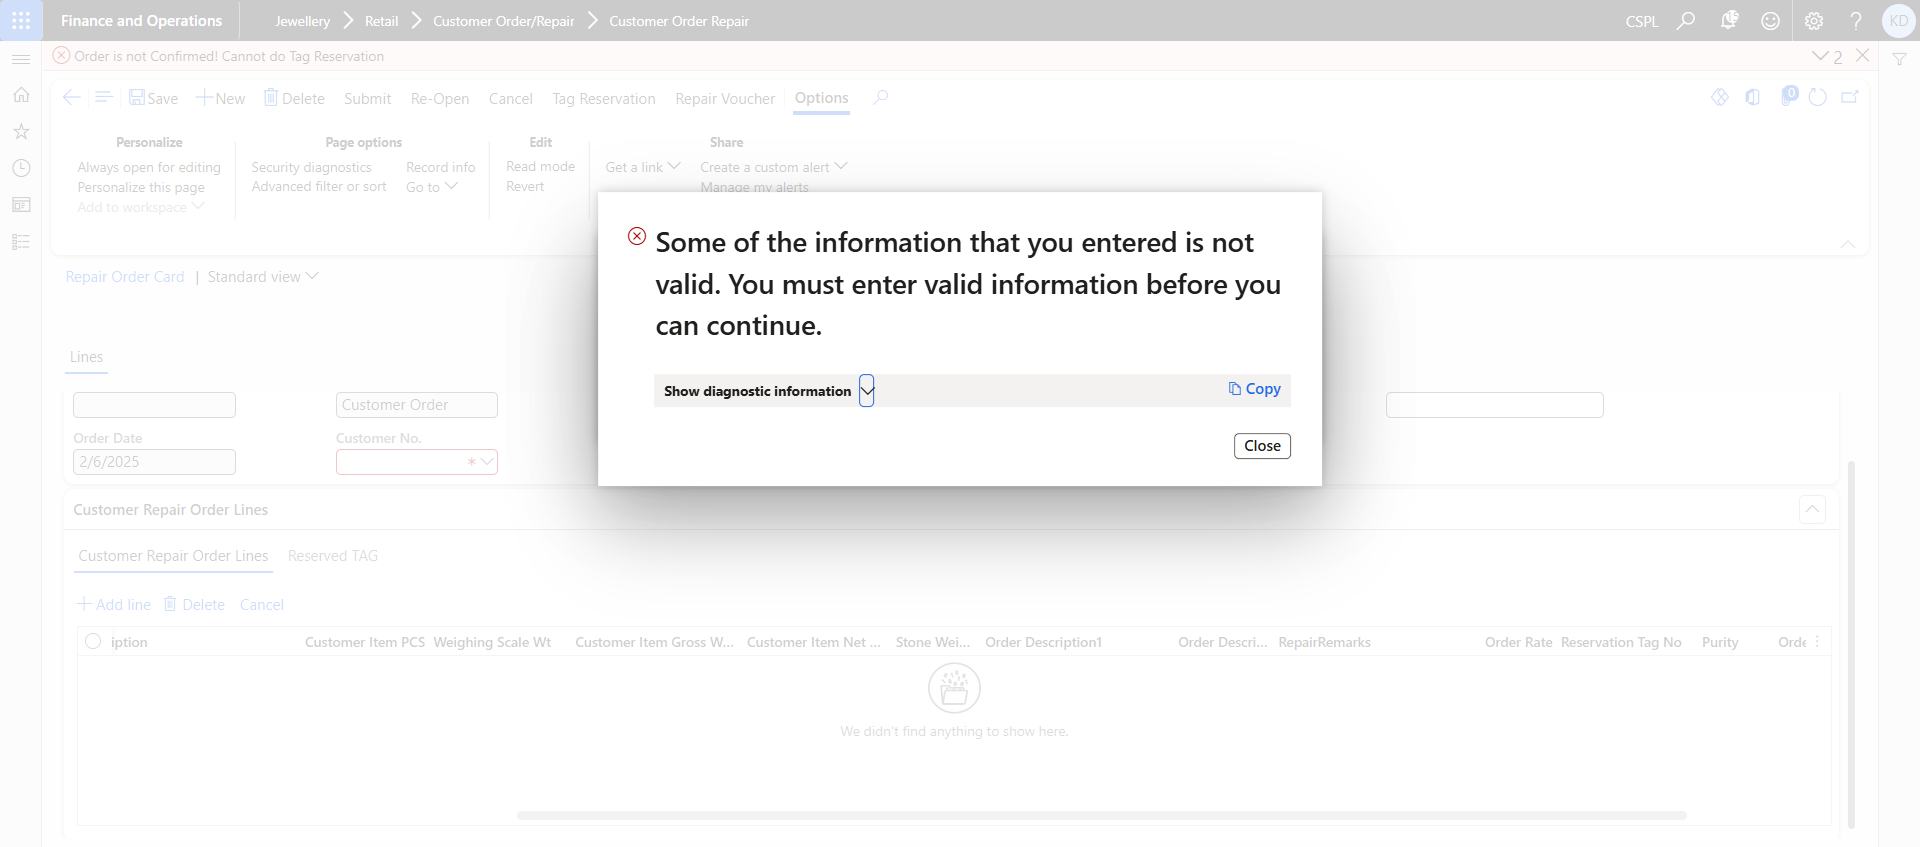 Finance and Operations
Jewellery Retail Customer Order/Repair Customer Order Repair
CSPL 15 KD
Order is not Confirmed! Cannot do Tag Reservation
2
Save New Delete Submit Re-Open Cancel Tag Reservation Repair Voucher Options
0
Personalize
Always open for editing
Personalize this page
Add to workspace
Page options
Security diagnostics
Advanced filter or sort
Record info
Go to
Edit
Read mode
Revert
Share
Get a link
Create a custom alert
Manage my alerts
Some of the information that you entered is not
valid. You must enter valid information before you
can continue.
Show diagnostic information
Copy
Close
Repair Order Card | Standard view
Lines
Customer Order
Order Date
2/6/2025
Customer No.
*
Customer Repair Order Lines
Customer Repair Order Lines Reserved TAG
Add line Delete Cancel
iption Customer Item PCS Weighing Scale Wt Customer Item Gross W... Customer Item Net ... Stone Wei... Order Description1 Order Descri... RepairRemarks Order Rate Reservation Tag No Purity Orde
We didn't find anything to show here.